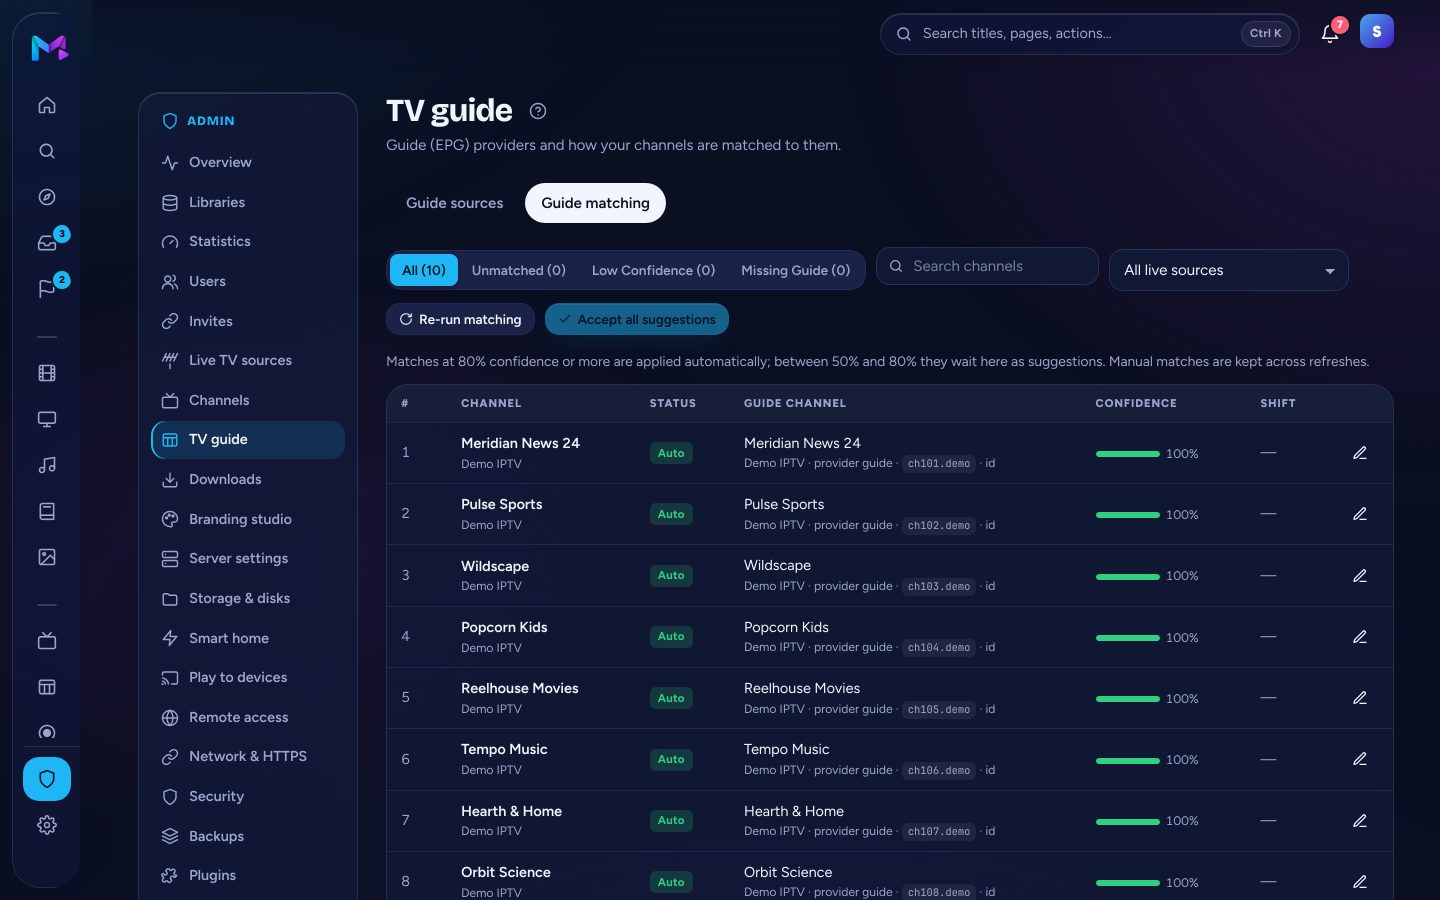 Search titles, pages, actions...
Ctrl K
7
S
3
2
ADMIN
Overview
Libraries
Statistics
Users
Invites
Live TV sources
Channels
TV guide
Downloads
Branding studio
Server settings
Storage & disks
Smart home
Play to devices
Remote access
Network & HTTPS
Security
Backups
Plugins
TV guide
Guide (EPG) providers and how your channels are matched to them.
Guide sources
Guide matching
All (10)
Unmatched (0)
Low Confidence (0)
Missing Guide (0)
Search channels
All live sources
Re-run matching
Accept all suggestions
Matches at 80% confidence or more are applied automatically; between 50% and 80% they wait here as suggestions. Manual matches are kept across refreshes.
# CHANNEL STATUS GUIDE CHANNEL CONFIDENCE SHIFT
1 Meridian News 24 Auto Meridian News 24 100% —
Demo IPTV Demo IPTV · provider guide · ch101.demo · id
2 Pulse Sports Auto Pulse Sports 100% —
Demo IPTV Demo IPTV · provider guide · ch102.demo · id
3 Wildscape Auto Wildscape 100% —
Demo IPTV Demo IPTV · provider guide · ch103.demo · id
4 Popcorn Kids Auto Popcorn Kids 100% —
Demo IPTV Demo IPTV · provider guide · ch104.demo · id
5 Reelhouse Movies Auto Reelhouse Movies 100% —
Demo IPTV Demo IPTV · provider guide · ch105.demo · id
6 Tempo Music Auto Tempo Music 100% —
Demo IPTV Demo IPTV · provider guide · ch106.demo · id
7 Hearth & Home Auto Hearth & Home 100% —
Demo IPTV Demo IPTV · provider guide · ch107.demo · id
8 Orbit Science Auto Orbit Science 100% —
Demo IPTV Demo IPTV · provider guide · ch108.demo · id